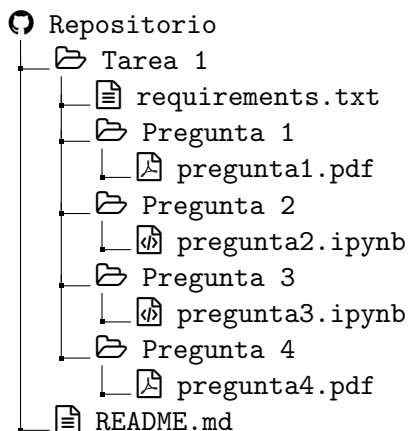 Repositorio
Tarea 1
requirements.txt
Pregunta 1
pregunta1.pdf
Pregunta 2
pregunta2.ipynb
Pregunta 3
pregunta3.ipynb
Pregunta 4
pregunta4.pdf
README.md